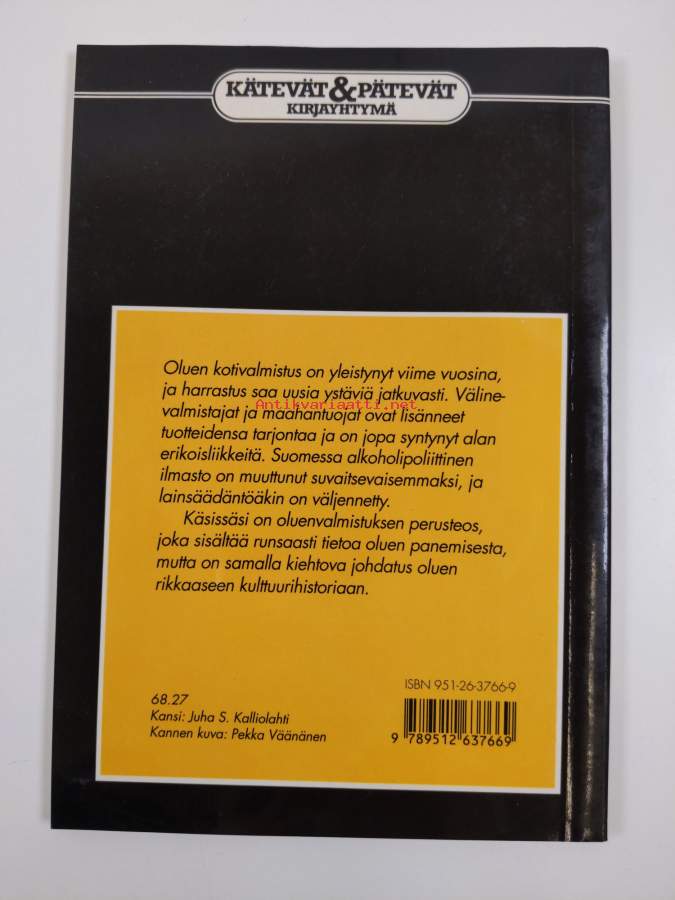 KÄTEVÄT & PÄTEVÄT
KIRJAYHTYMÄ
Oluen kotivalmistus on yleistynyt viime vuosina,
ja harrastus saa uusia ystäviä jatkuvasti. Väline-
Antikvariaatti.net
valmistajat ja maahantuojat ovat lisänneet
tuotteidensa tarjontaa ja on jopa syntynyt alan
erikoisliikkeitä. Suomessa alkoholipoliittinen
ilmasto on muuttunut suvaitsevaisemmaksi, ja
lainsäädäntöäkin on väljennetty.
Käsissäsi on oluenvalmistuksen perusteos,
joka sisältää runsaasti tietoa oluen panemisesta,
mutta on samalla kiehtova johdatus oluen
rikkaaseen kulttuurihistoriaan.
ISBN 951-26-3766-9
68.27
Kansi: Juha S. Kalliolahti
Kannen kuva: Pekka Väänänen
9 789512 637669